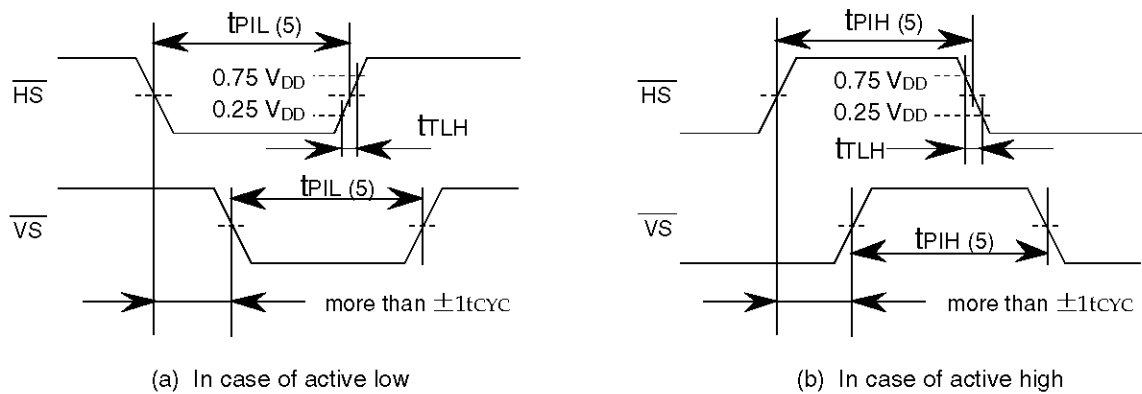 tPIL (5)
HS
0.75 VDD
0.25 VDD
tTLH
VS
tPIL (5)
more than ±1tCYC
(a) In case of active low
tPIH (5)
HS
0.75 VDD
0.25 VDD
tTLH
VS
tPIH (5)
more than ±1tCYC
(b) In case of active high